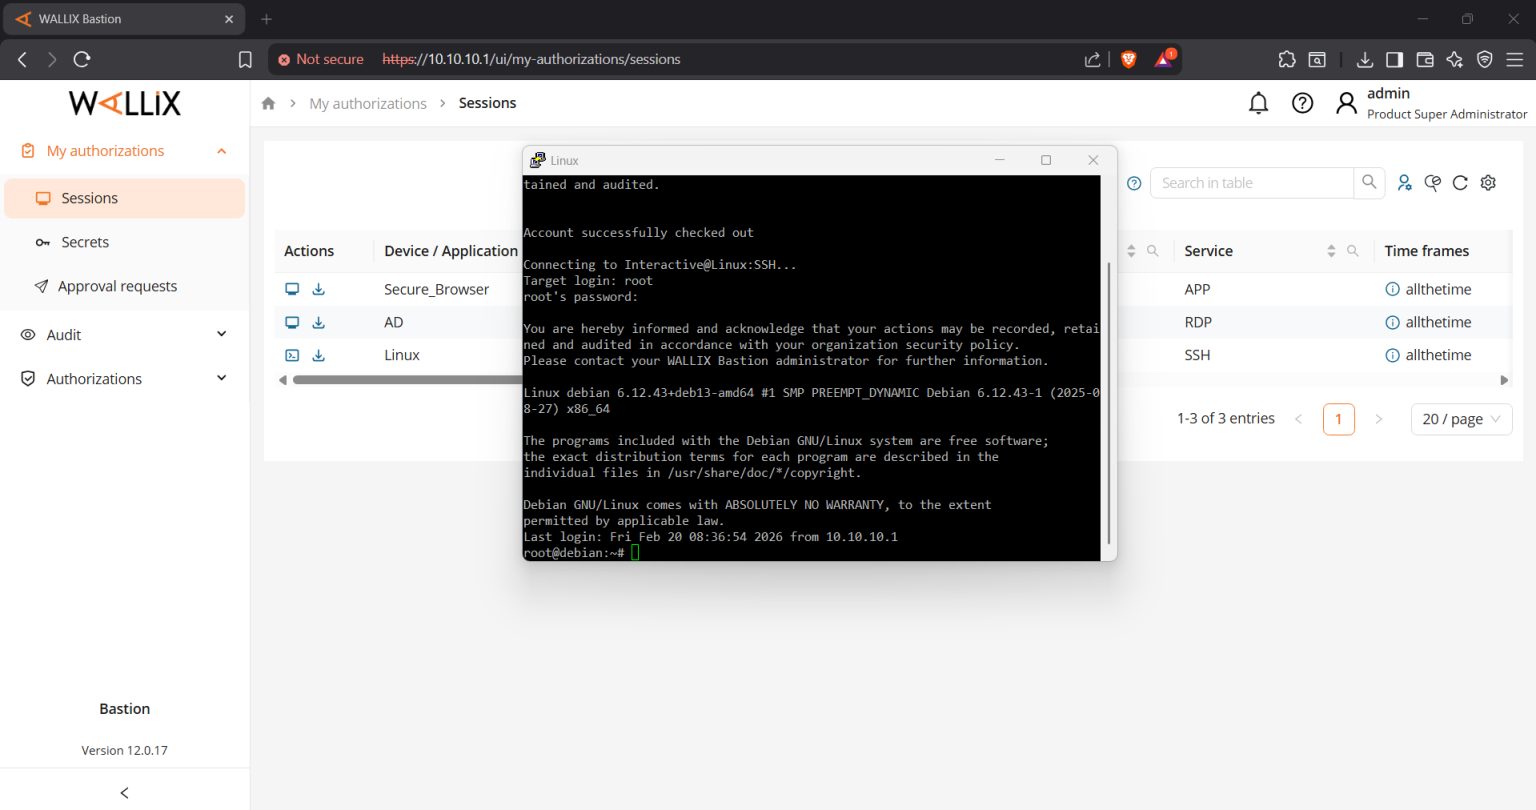 WALLIX Bastion
Not secure https://10.10.10.1/ui/my-authorizations/sessions
1
WALLIX
My authorizations
Sessions
Secrets
Approval requests
Audit
Authorizations
Bastion
Version 12.0.17
My authorizations
Sessions
admin
Product Super Administrator
Search in table
Actions Device / Application Service Time frames
Secure_Browser APP allthetime
AD RDP allthetime
Linux SSH allthetime
1-3 of 3 entries 1 20 / page
Linux
tained and audited.
Account successfully checked out
Connecting to Interactive@Linux:SSH...
Target login: root
root's password:
You are hereby informed and acknowledge that your actions may be recorded, retai
ned and audited in accordance with your organization security policy.
Please contact your WALLIX Bastion administrator for further information.
Linux debian 6.12.43+deb13-amd64 #1 SMP PREEMPT_DYNAMIC Debian 6.12.43-1 (2025-0
8-27) x86_64
The programs included with the Debian GNU/Linux system are free software;
the exact distribution terms for each program are described in the
individual files in /usr/share/doc/*/copyright.
Debian GNU/Linux comes with ABSOLUTELY NO WARRANTY, to the extent
permitted by applicable law.
Last login: Fri Feb 20 08:36:54 2026 from 10.10.10.1
root@debian:~#